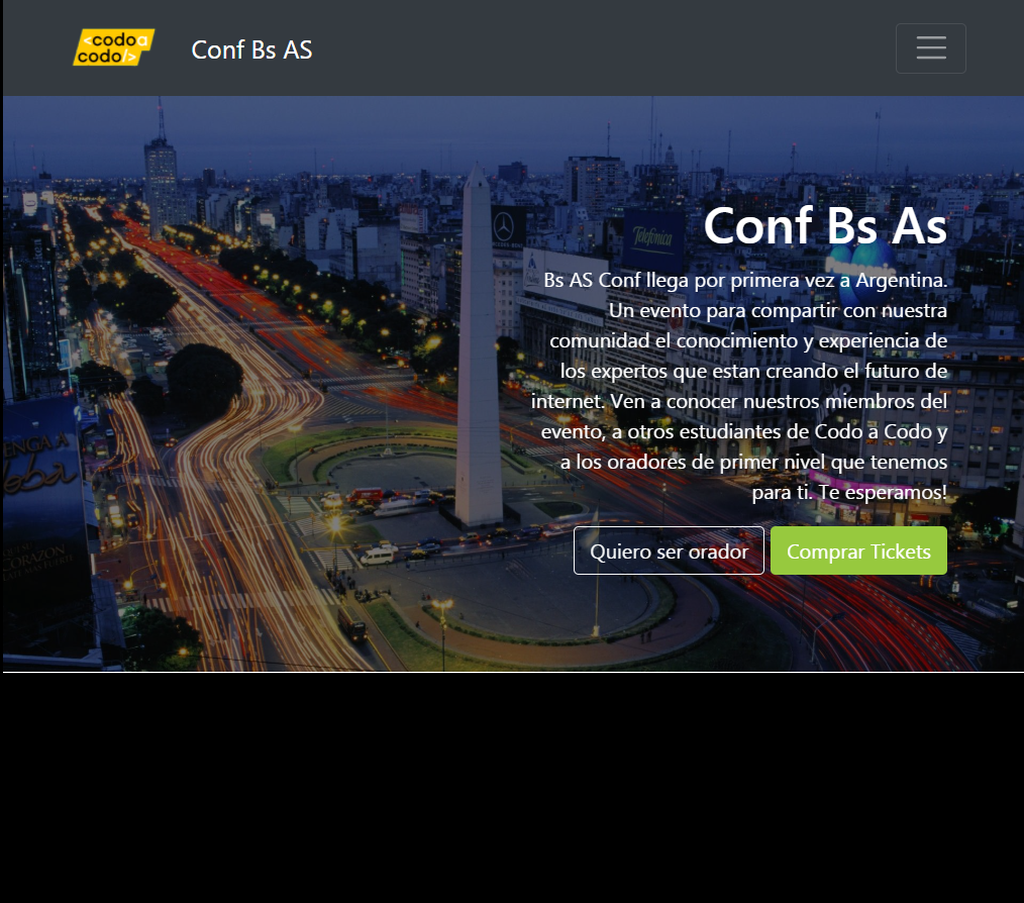 <codo a
codo/>
Conf Bs AS
Conf Bs As
Telefónica
Bs AS Conf llega por primera vez a Argentina.
Un evento para compartir con nuestra
comunidad el conocimiento y experiencia de
los expertos que estan creando el futuro de
internet. Ven a conocer nuestros miembros del
evento, a otros estudiantes de Codo a Codo y
a los oradores de primer nivel que tenemos
para ti. Te esperamos!
Quiero ser orador
Comprar Tickets